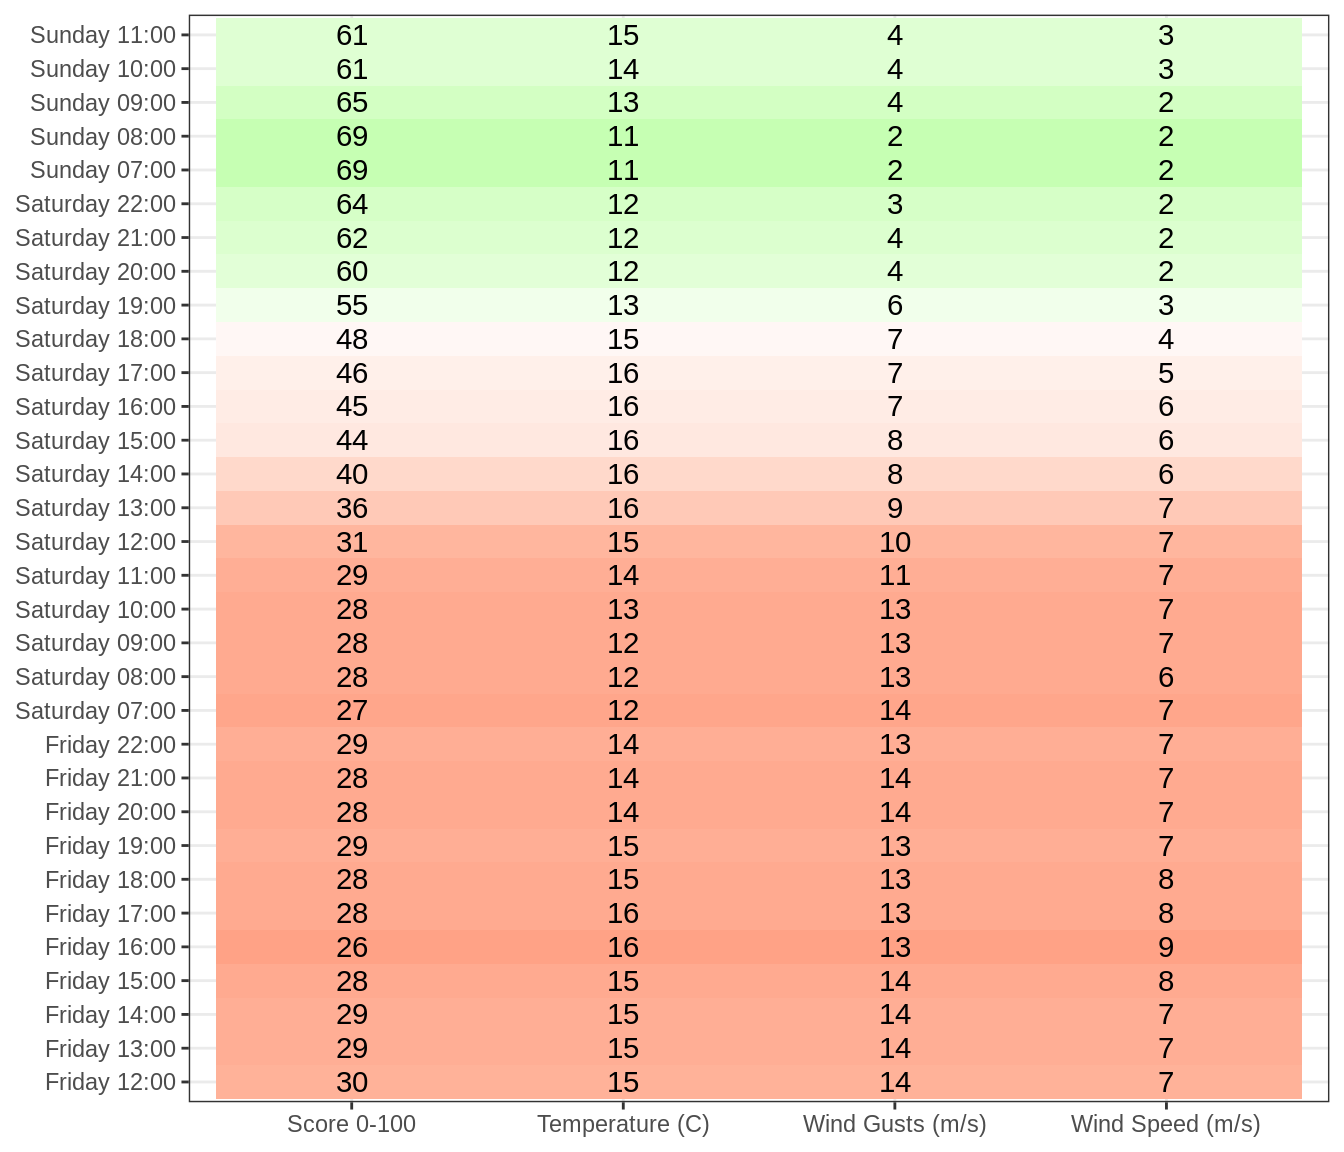 Sunday 11:00 61 15 4 3
Sunday 10:00 61 14 4 3
Sunday 09:00 65 13 4 2
Sunday 08:00 69 11 2 2
Sunday 07:00 69 11 2 2
Saturday 22:00 64 12 3 2
Saturday 21:00 62 12 4 2
Saturday 20:00 60 12 4 2
Saturday 19:00 55 13 6 3
Saturday 18:00 48 15 7 4
Saturday 17:00 46 16 7 5
Saturday 16:00 45 16 7 6
Saturday 15:00 44 16 8 6
Saturday 14:00 40 16 8 6
Saturday 13:00 36 16 9 7
Saturday 12:00 31 15 10 7
Saturday 11:00 29 14 11 7
Saturday 10:00 28 13 13 7
Saturday 09:00 28 12 13 7
Saturday 08:00 28 12 13 6
Saturday 07:00 27 12 14 7
Friday 22:00 29 14 13 7
Friday 21:00 28 14 14 7
Friday 20:00 28 14 14 7
Friday 19:00 29 15 13 7
Friday 18:00 28 15 13 8
Friday 17:00 28 16 13 8
Friday 16:00 26 16 13 9
Friday 15:00 28 15 14 8
Friday 14:00 29 15 14 7
Friday 13:00 29 15 14 7
Friday 12:00 30 15 14 7
Score 0-100 Temperature (C) Wind Gusts (m/s) Wind Speed (m/s)